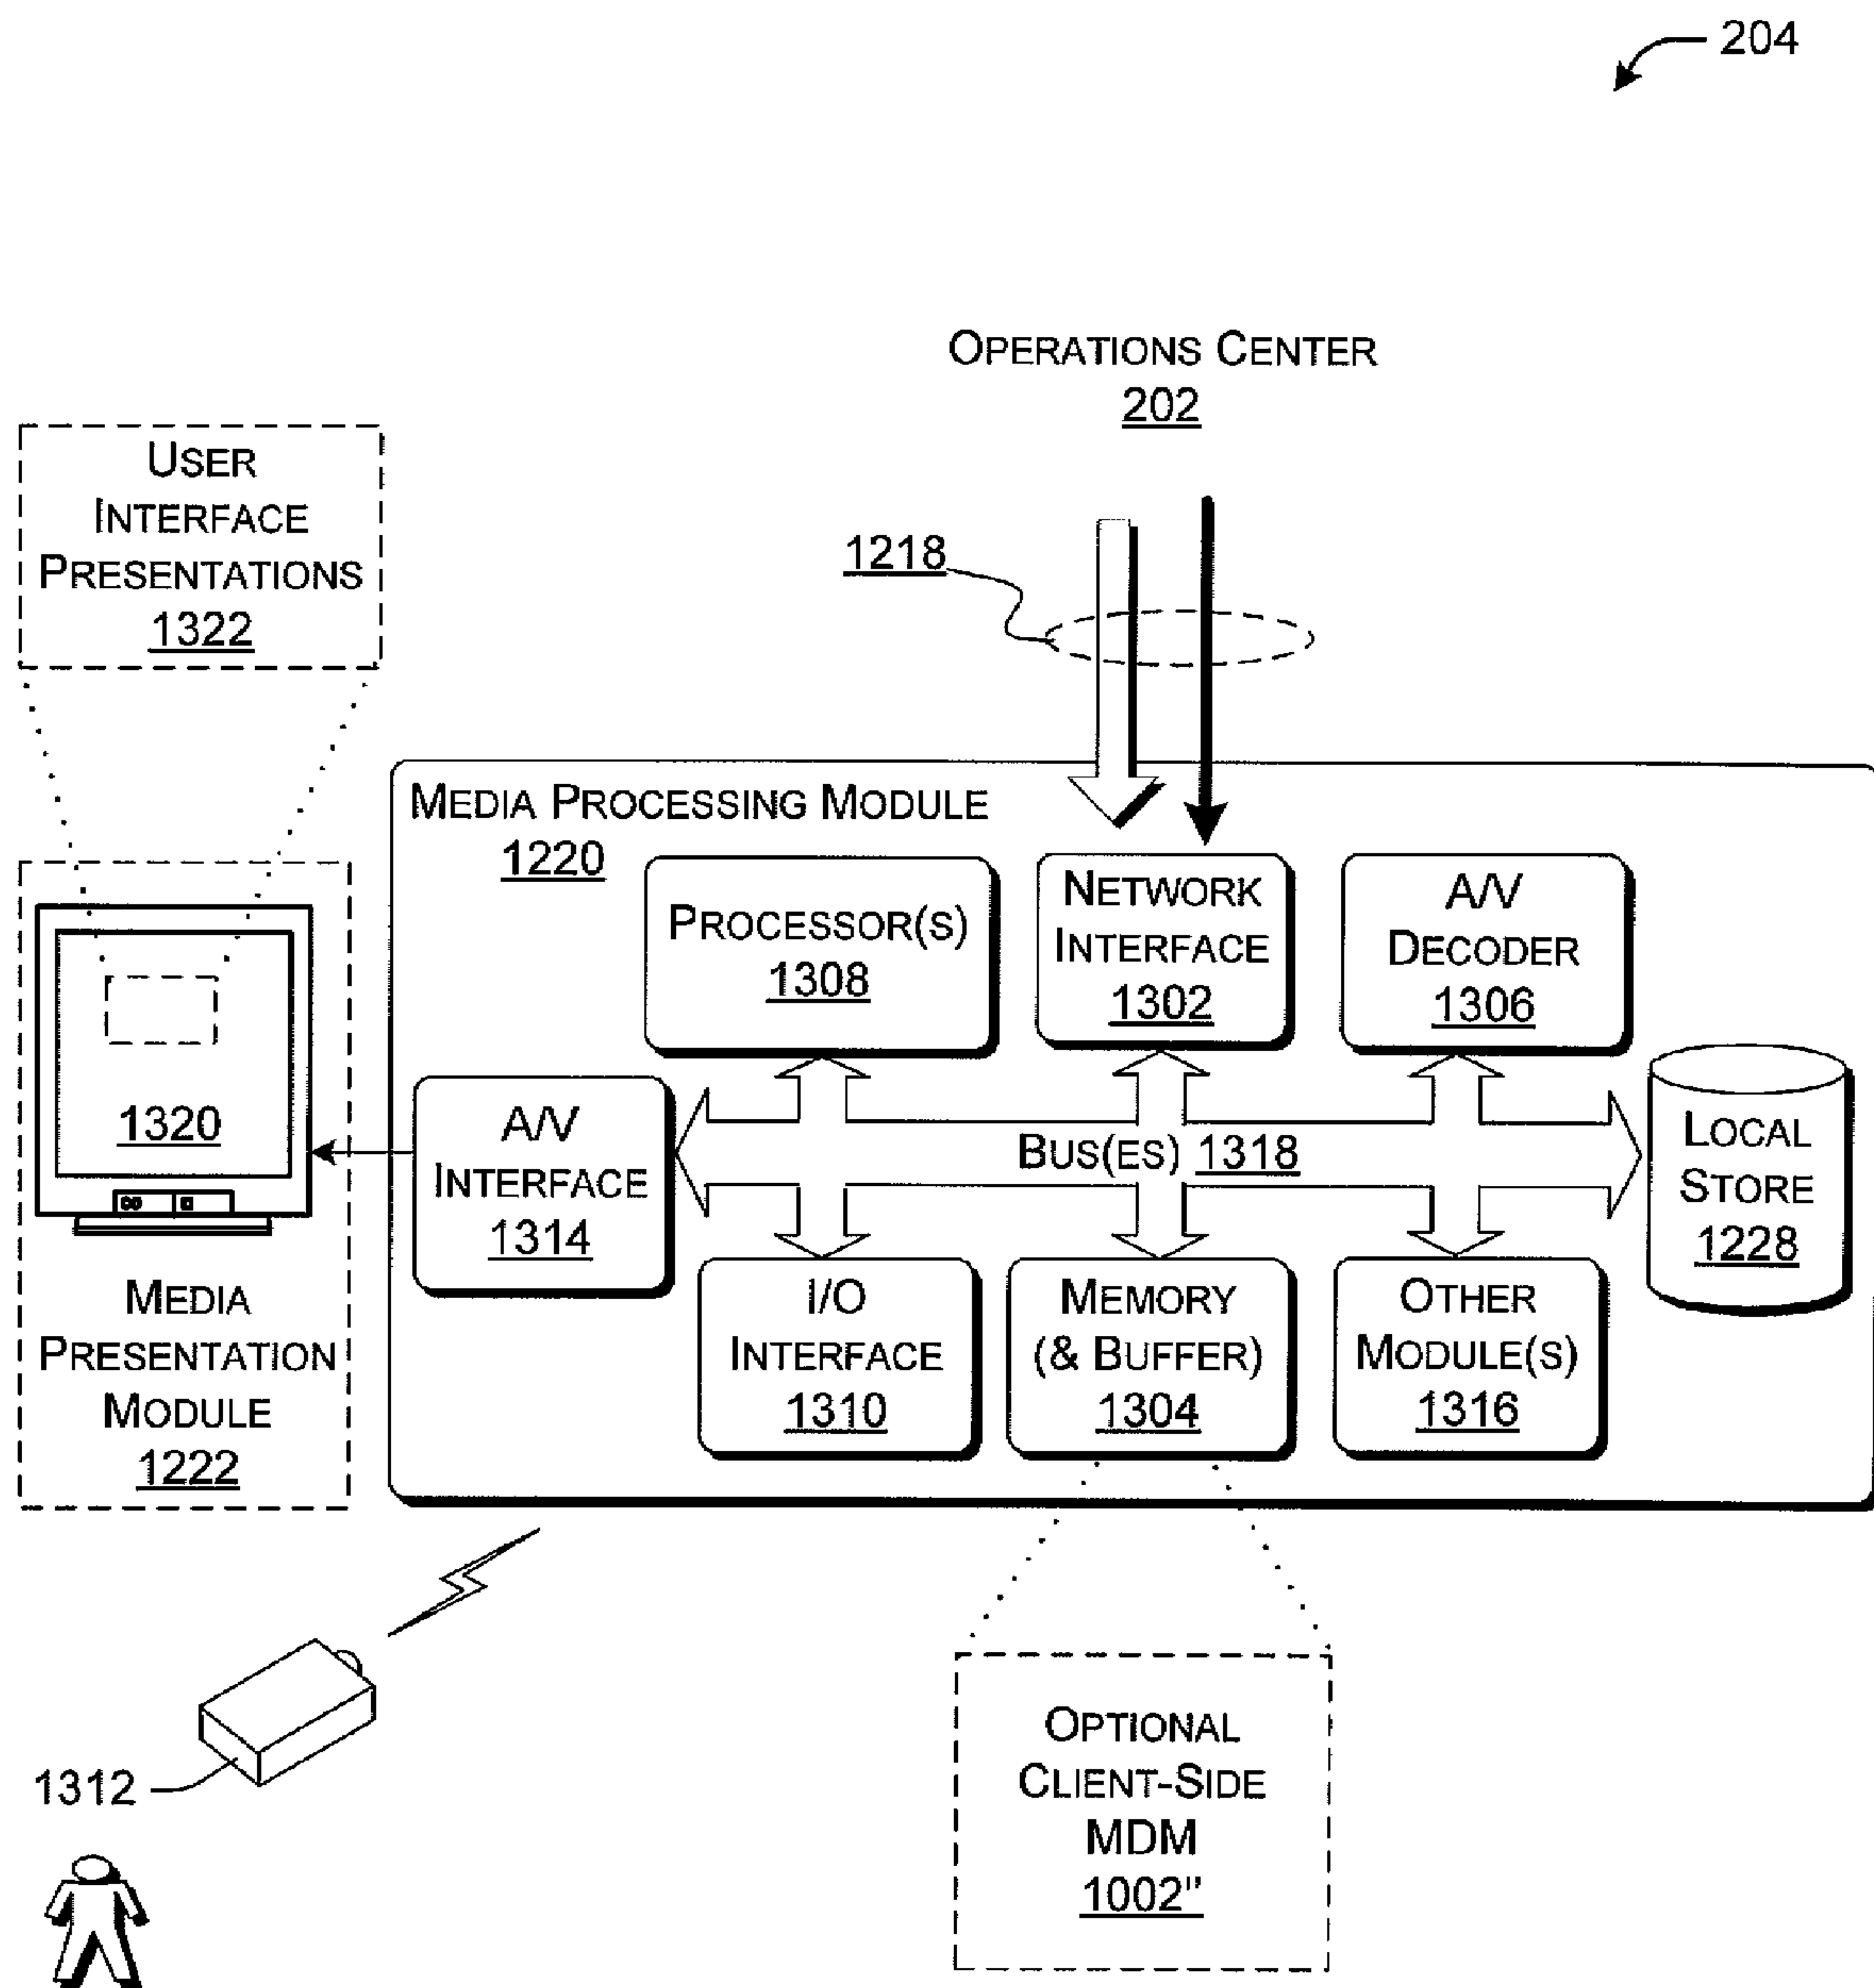 204
OPERATIONS CENTER
202
USER
INTERFACE
PRESENTATIONS
1322
1218
MEDIA PROCESSING MODULE
1220
PROCESSOR(S)
1308
NETWORK
INTERFACE
1302
A/V
DECODER
1306
1320
A/V
INTERFACE
1314
BUS(ES) 1318
LOCAL
STORE
1228
MEDIA
PRESENTATION
MODULE
1222
I/O
INTERFACE
1310
MEMORY
(& BUFFER)
1304
OTHER
MODULE(S)
1316
1312
OPTIONAL
CLIENT-SIDE
MDM
1002"